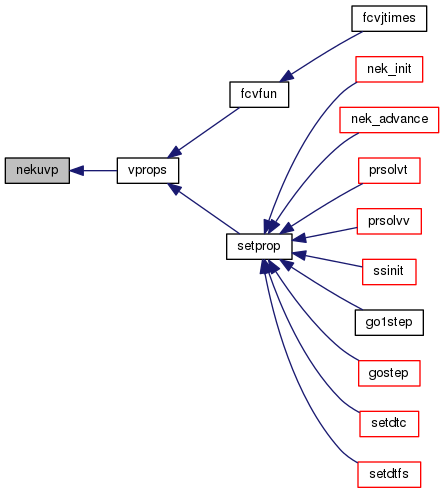 fcvjtimes
nek_init
fcvfun
nek_advance
nekuvp
vprops
prsolvt
prsolvv
setprop
ssinit
go1step
gostep
setdtc
setdtfs